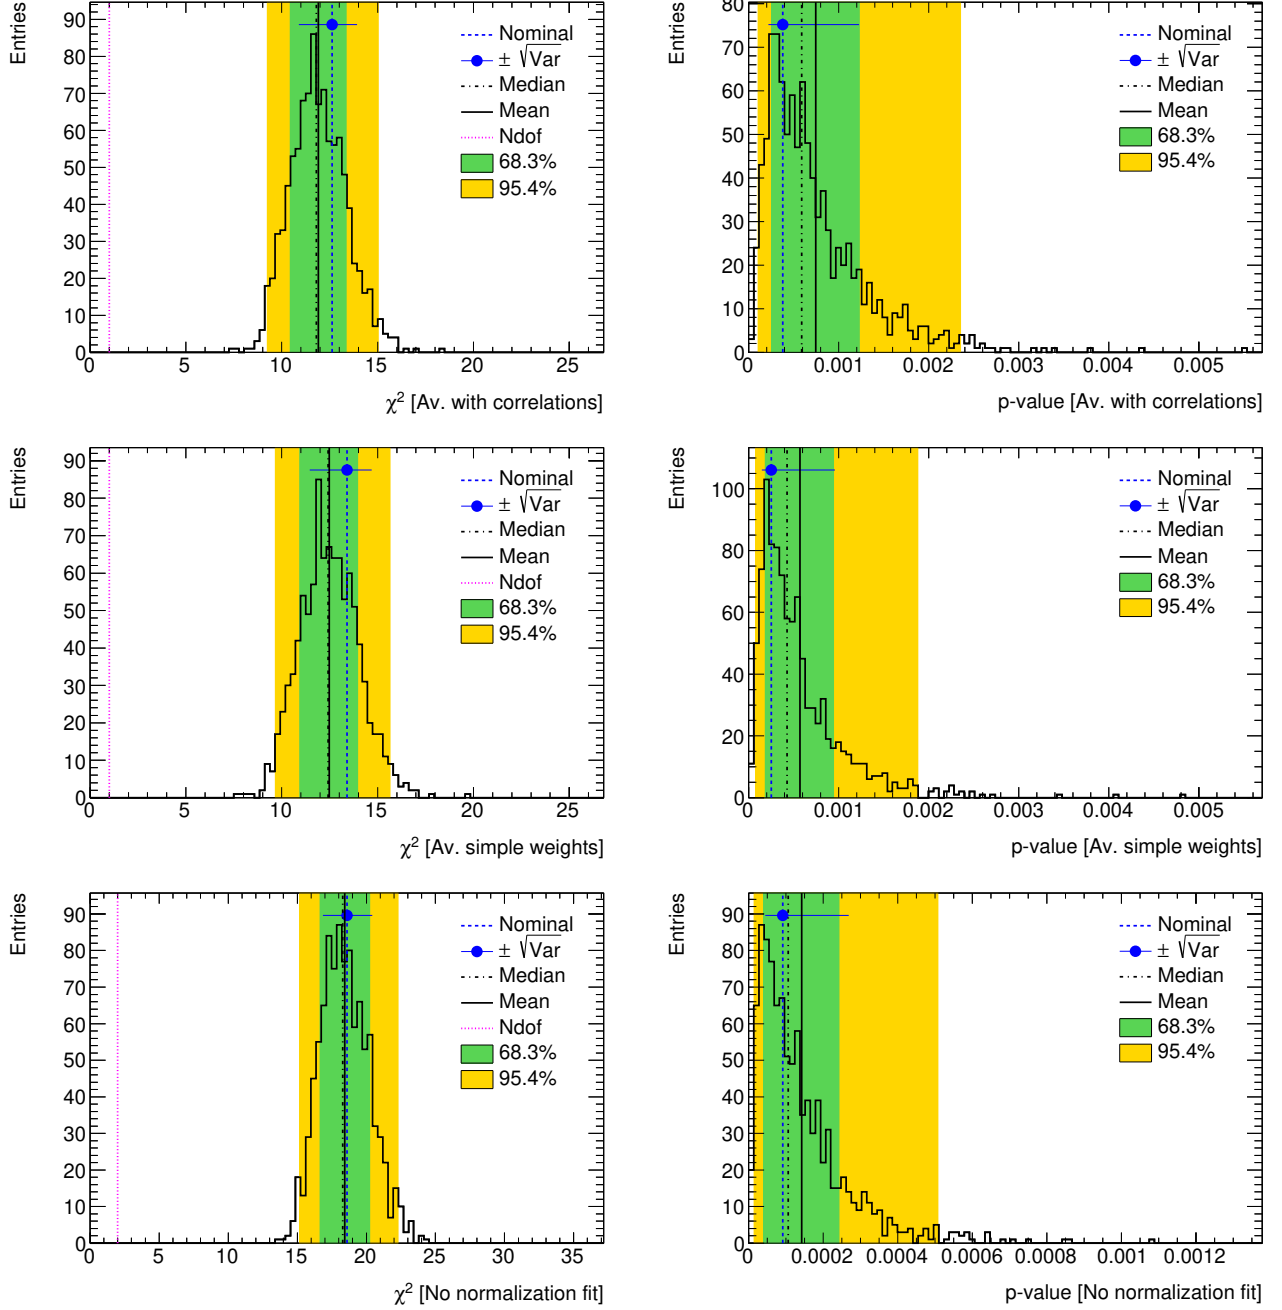 Entries
90
80
70
60
50
40
30
20
10
0
0 5 10 15 20 25
χ² [Av. with correlations]
Nominal
± √Var
Median
Mean
Ndof
68.3%
95.4%
Entries
80
70
60
50
40
30
20
10
0
0 0.001 0.002 0.003 0.004 0.005
p-value [Av. with correlations]
Nominal
± √Var
Median
Mean
68.3%
95.4%
Entries
90
80
70
60
50
40
30
20
10
0
0 5 10 15 20 25
χ² [Av. simple weights]
Nominal
± √Var
Median
Mean
Ndof
68.3%
95.4%
Entries
100
80
60
40
20
0
0 0.001 0.002 0.003 0.004 0.005
p-value [Av. simple weights]
Nominal
± √Var
Median
Mean
68.3%
95.4%
Entries
90
80
70
60
50
40
30
20
10
0
0 5 10 15 20 25 30 35
χ² [No normalization fit]
Nominal
± √Var
Median
Mean
Ndof
68.3%
95.4%
Entries
90
80
70
60
50
40
30
20
10
0
0 0.0002 0.0004 0.0006 0.0008 0.001 0.0012
p-value [No normalization fit]
Nominal
± √Var
Median
Mean
68.3%
95.4%